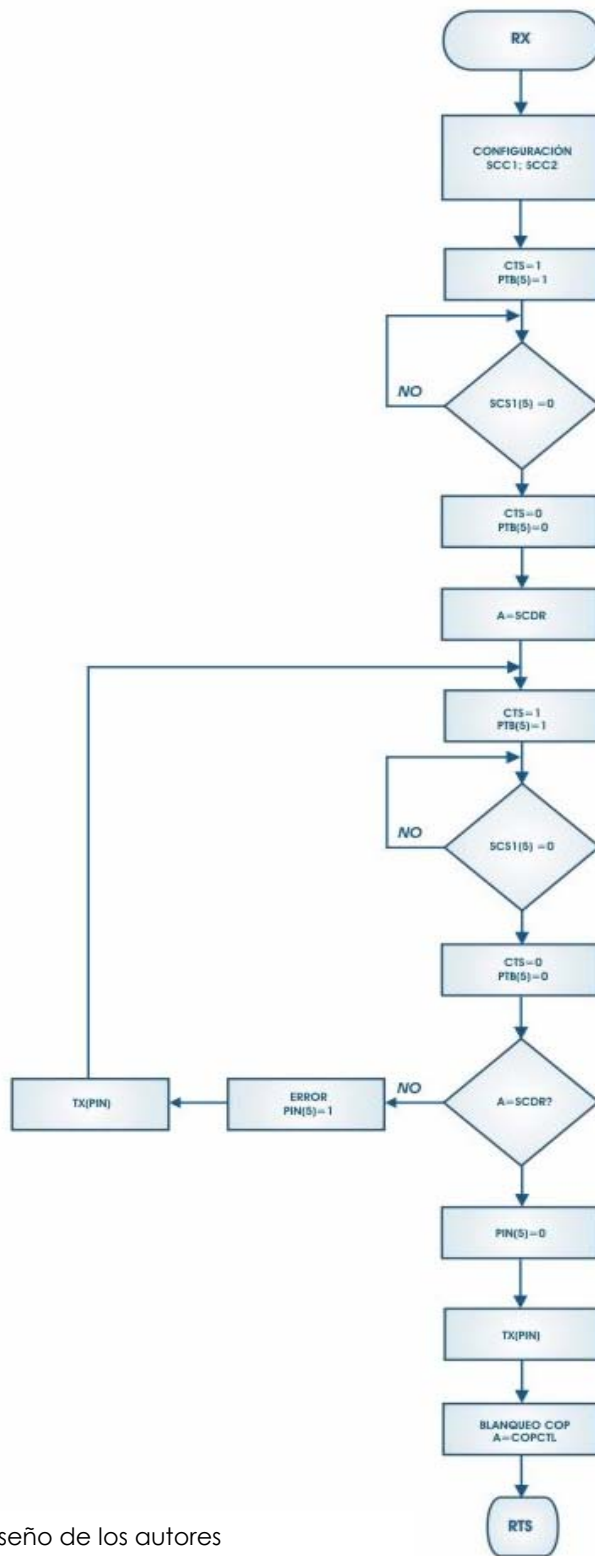 RX
CONFIGURACIÓN
SCC1; SCC2
CTS=1
PTB(5)=1
NO
SCS1(5) =0
CTS=0
PTB(5)=0
A=SCDR
CTS=1
PTB(5)=1
NO
SCS1(5) =0
CTS=0
PTB(5)=0
TX(PIN)
ERROR
PIN(5)=1
NO
A=SCDR?
PIN(5)=0
TX(PIN)
BLANQUEO COP
A=COPCTL
RTS
seño de los autores